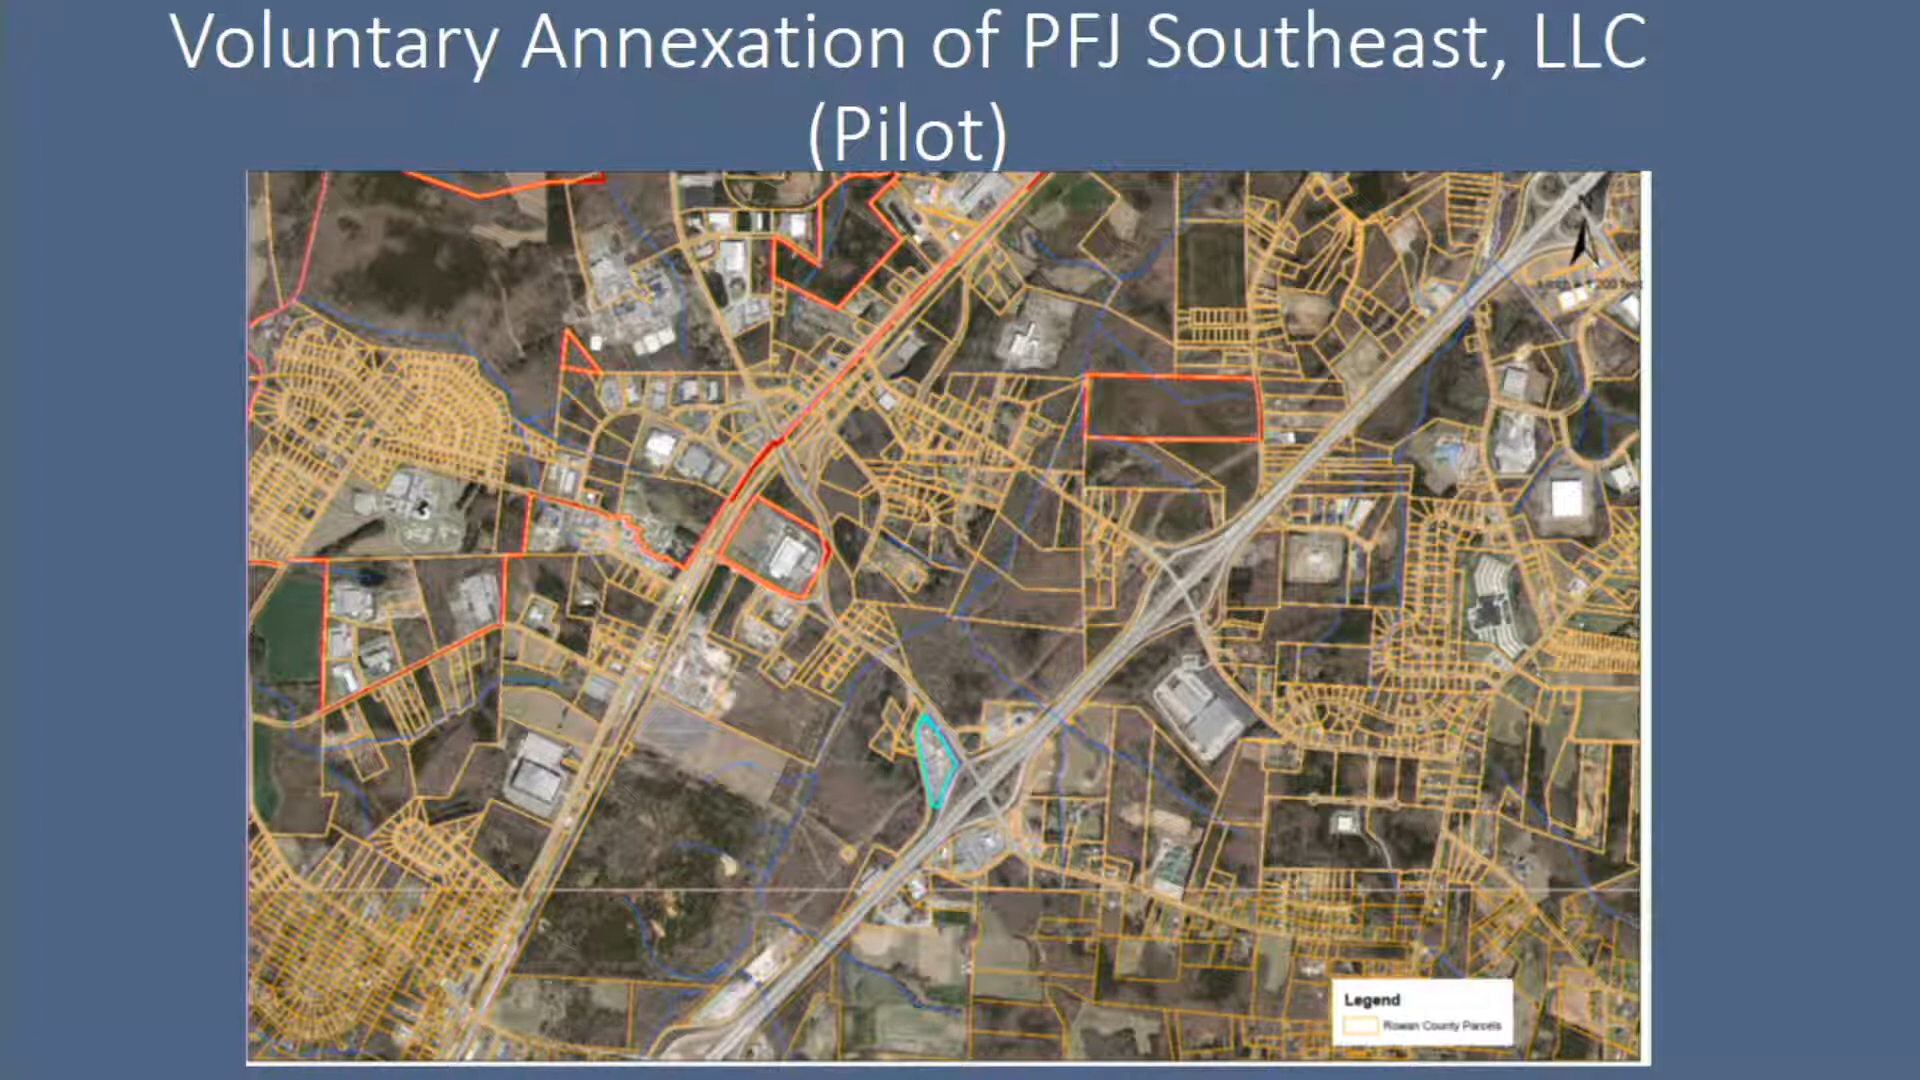 Voluntary Annexation of PFJ Southeast, LLC
(Pilot)
Legend
Rowan County Parcels